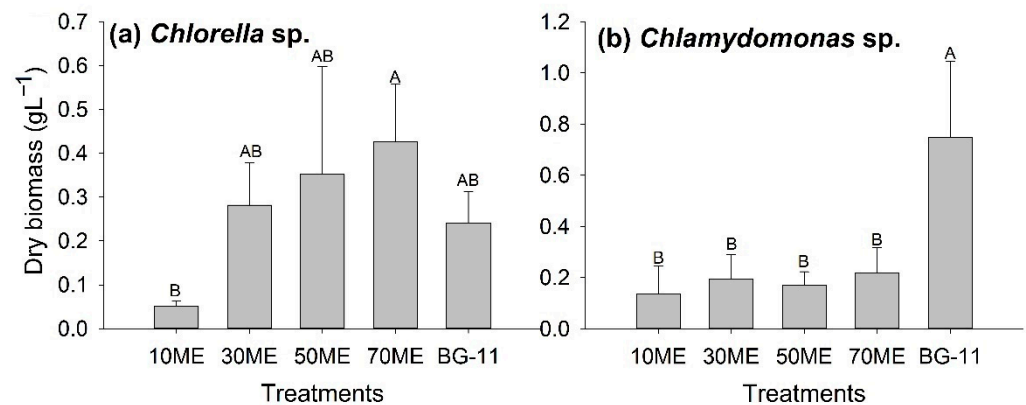 (a) Chlorella sp.
Dry biomass (gL⁻¹)
0.7
0.6
0.5
0.4
0.3
0.2
0.1
0.0
B
AB
AB
A
AB
10ME 30ME 50ME 70ME BG-11
Treatments
(b) Chlamydomonas sp.
1.2
1.0
0.8
0.6
0.4
0.2
0.0
B
B
B
B
A
10ME 30ME 50ME 70ME BG-11
Treatments